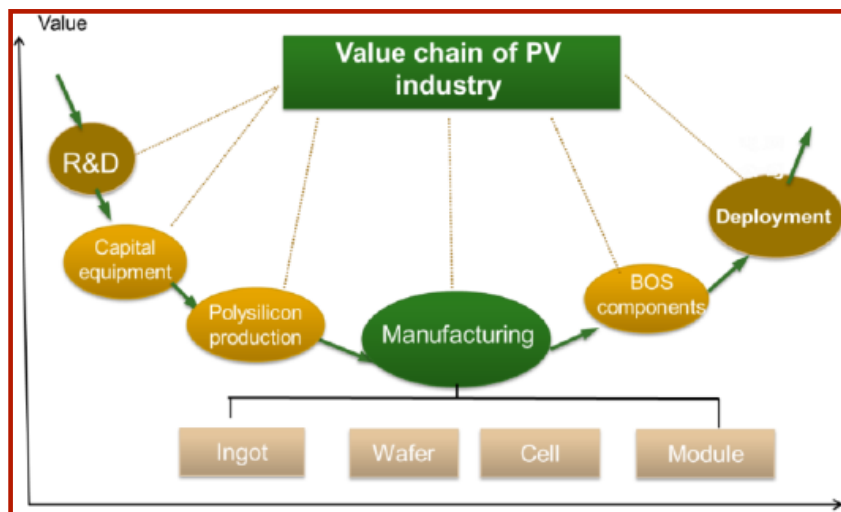 Value
Value chain of PV
industry
R&D
Capital
equipment
Polysilicon
production
Manufacturing
BOS
components
Deployment
Ingot
Wafer
Cell
Module